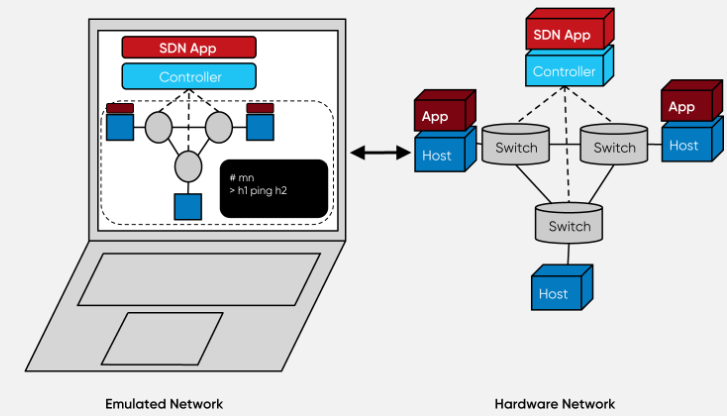 SDN App
Controller
# mn
> h1 ping h2
SDN App
Controller
App
Host
Switch
Switch
App
Host
Switch
Host
Emulated Network
Hardware Network